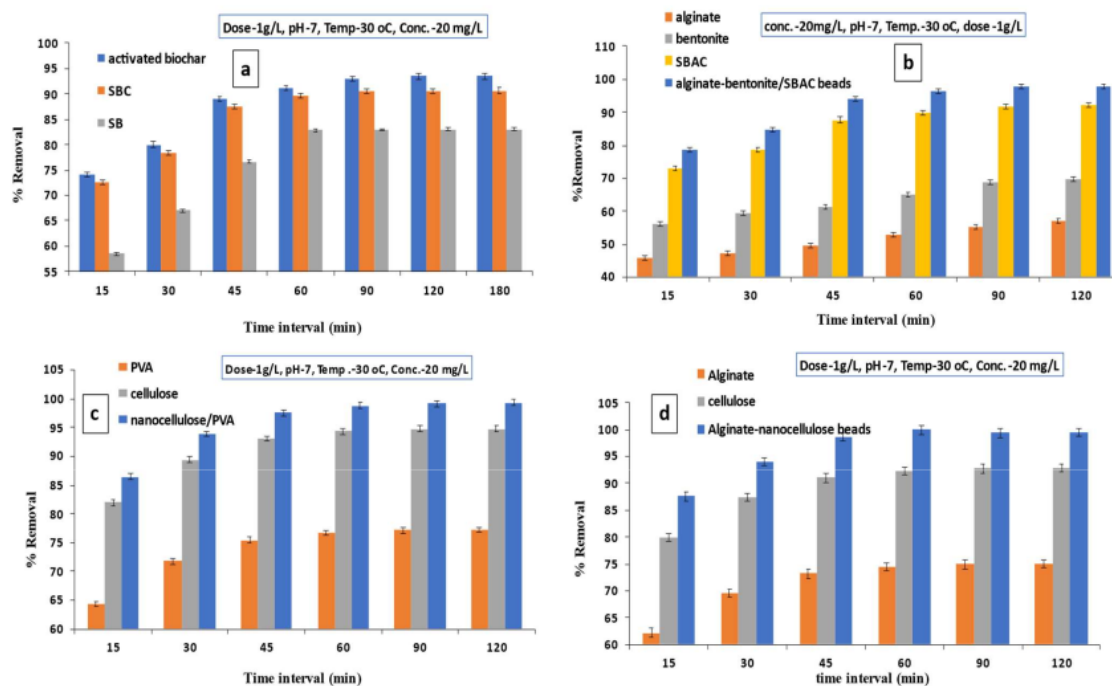 Dose-1g/L, pH-7, Temp-30 oC, Conc.-20 mg/L
100
95
90
85
80
75
70
65
60
55
% Removal
a
activated biochar
SBC
SB
15 30 45 60 90 120 180
Time interval (min)
conc.-20mg/L, pH-7, Temp.-30 oC, dose-1g/L
alginate
bentonite
SBAC
alginate-bentonite/SBAC beads
b
%110
100
90
80
70
60
50
40
%Removal
15 30 45 60 90 120
Time interval (min)
Dose-1g/L, pH-7, Temp .-30 oC, Conc.-20 mg/L
PVA
cellulose
nanocellulose/PVA
c
105
100
95
90
85
80
75
70
65
60
% Removal
15 30 45 60 90 120
Time interval (min)
Dose-1g/L, pH-7, Temp-30 oC, Conc.-20 mg/L
Alginate
cellulose
Alginate-nanocellulose beads
d
105
100
95
90
85
80
75
70
65
60
% Removal
15 30 45 60 90 120
time interval (min)